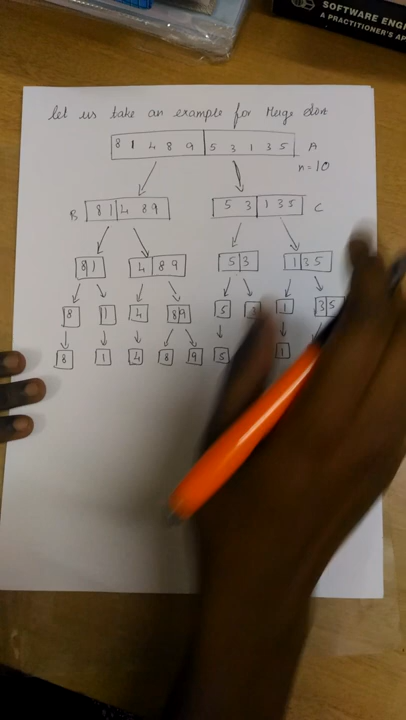 SOFTWARE ENG
A PRACTITIONER'S AP
let us take an example for Merge Sort
8 1 4 8 9 5 3 1 3 5 A
n=10
B 8 1 4 8 9 5 3 1 3 5 C
8 1 4 8 9 5 3 1 3 5
8 1 4 8 9 5 3 1 3 5
8 1 4 8 9 5 1